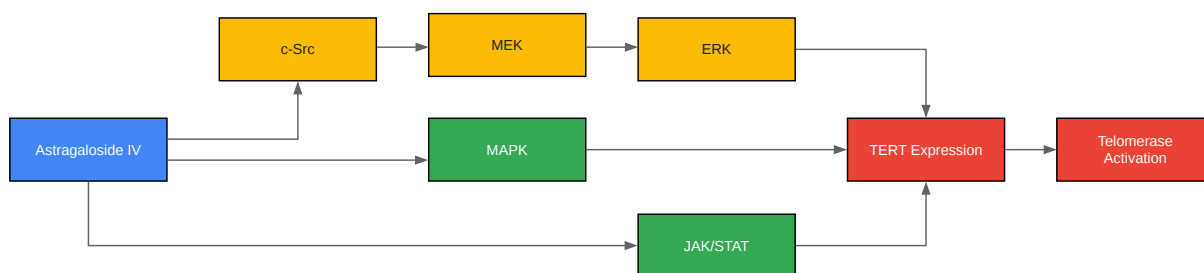 c-Src
MEK
ERK
Astragaloside IV
MAPK
TERT Expression
Telomerase
Activation
JAK/STAT